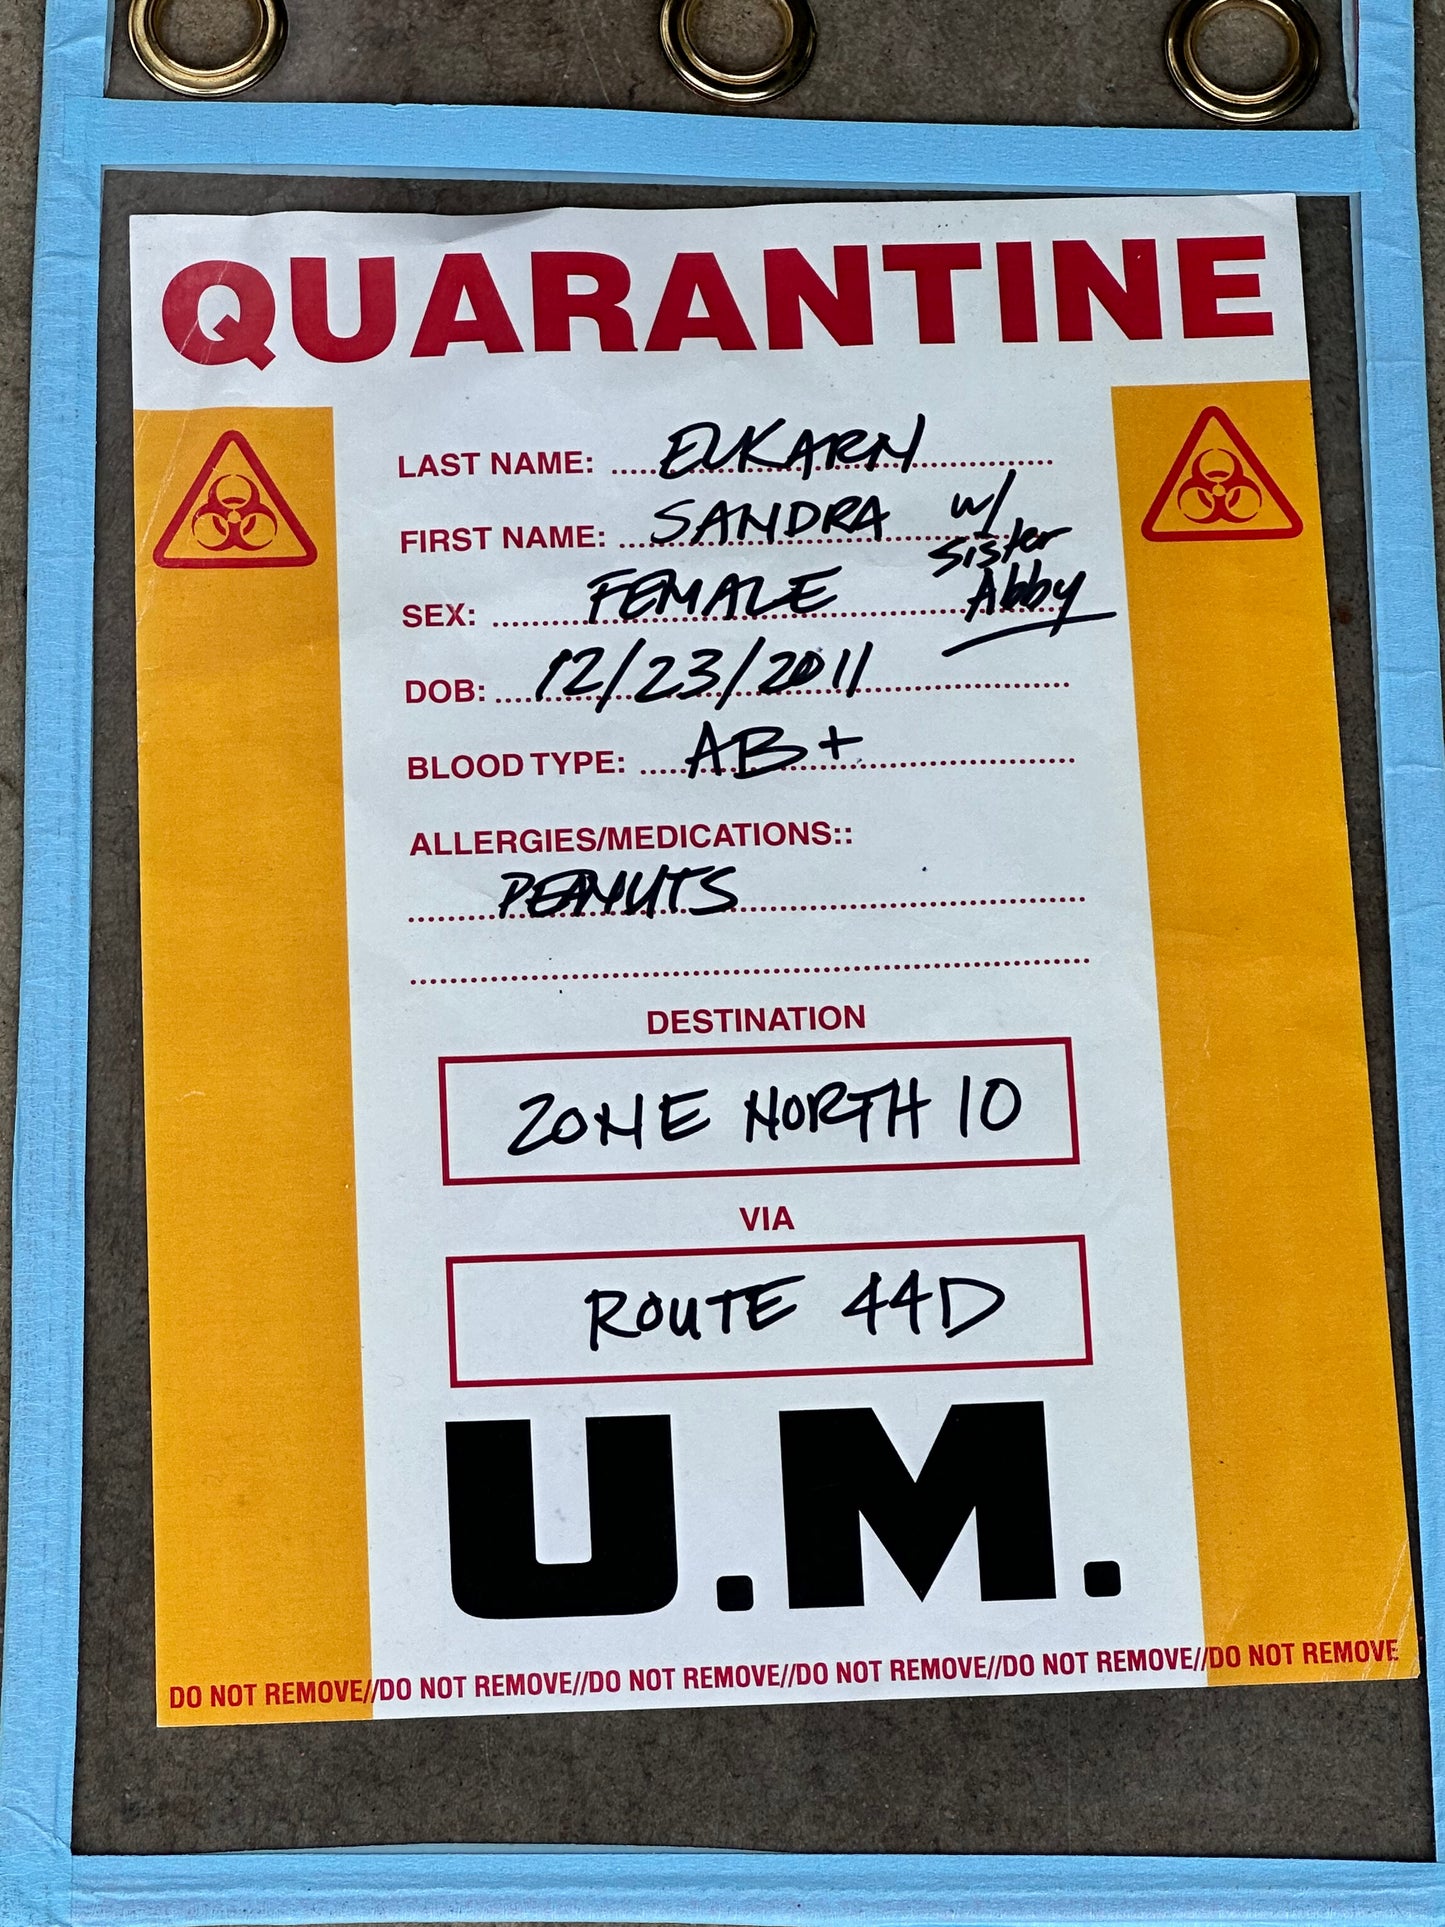 QUARANTINE
LAST NAME: ELKARN
FIRST NAME: SANDRA w/
sister
SEX: FEMALE Abby
DOB: 12/23/2011
BLOOD TYPE: AB+
ALLERGIES/MEDICATIONS::
PEANUTS
DESTINATION
ZONE NORTH 10
VIA
ROUTE 44D
U.M.
DO NOT REMOVE//DO NOT REMOVE//DO NOT REMOVE//DO NOT REMOVE//DO NOT REMOVE//DO NOT REMOVE